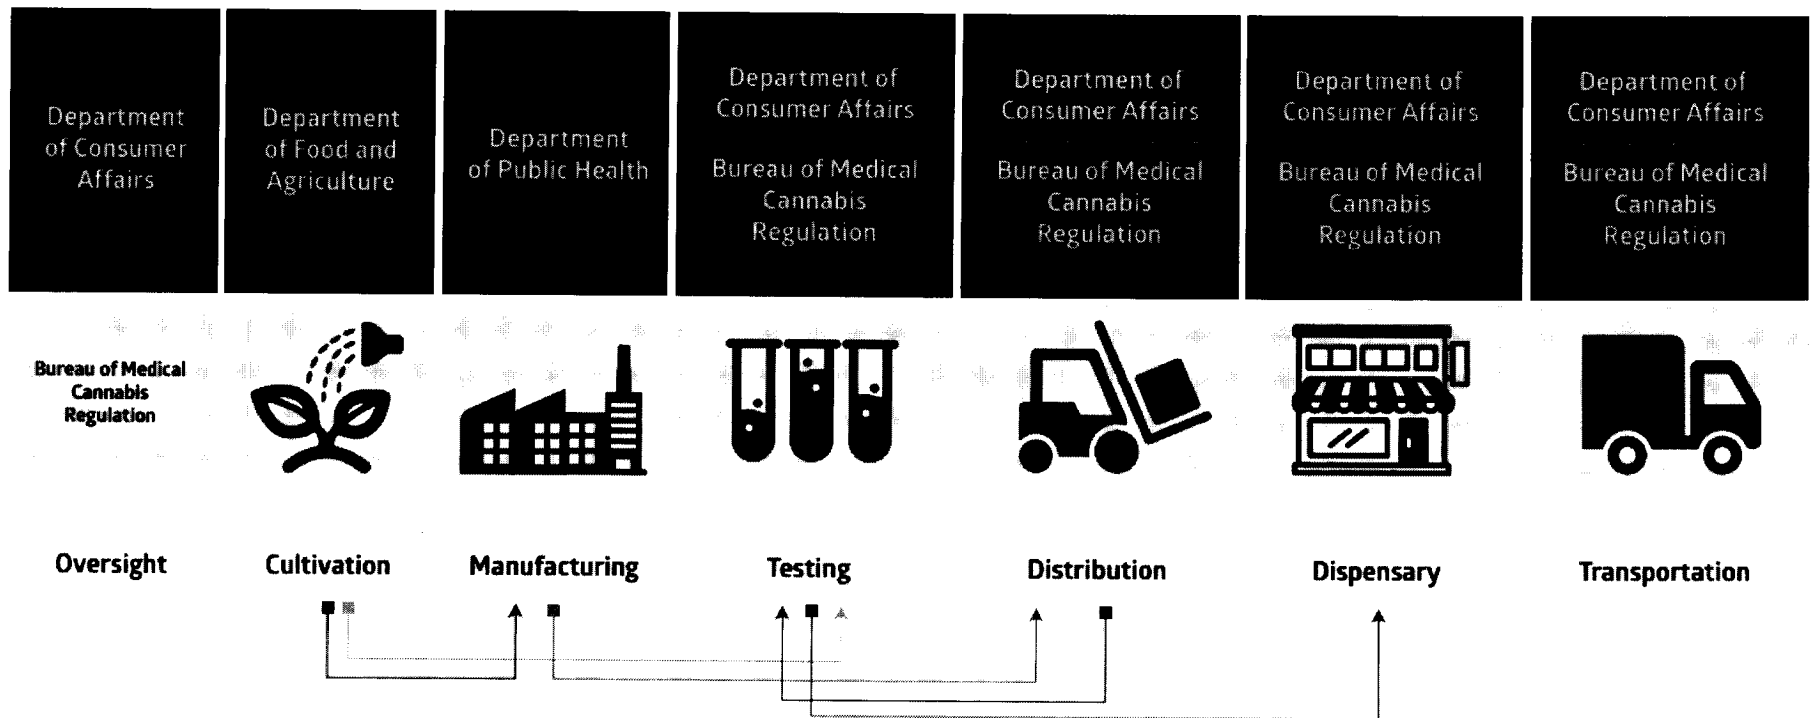 Department
of Consumer
Affairs
Department
of Food and
Agriculture
Department
of Public Health
Department of
Consumer Affairs
Bureau of Medical
Cannabis
Regulation
Department of
Consumer Affairs
Bureau of Medical
Cannabis
Regulation
Department of
Consumer Affairs
Bureau of Medical
Cannabis
Regulation
Department of
Consumer Affairs
Bureau of Medical
Cannabis
Regulation
Bureau of Medical
Cannabis
Regulation
Oversight
Cultivation
Manufacturing
Testing
Distribution
Dispensary
Transportation